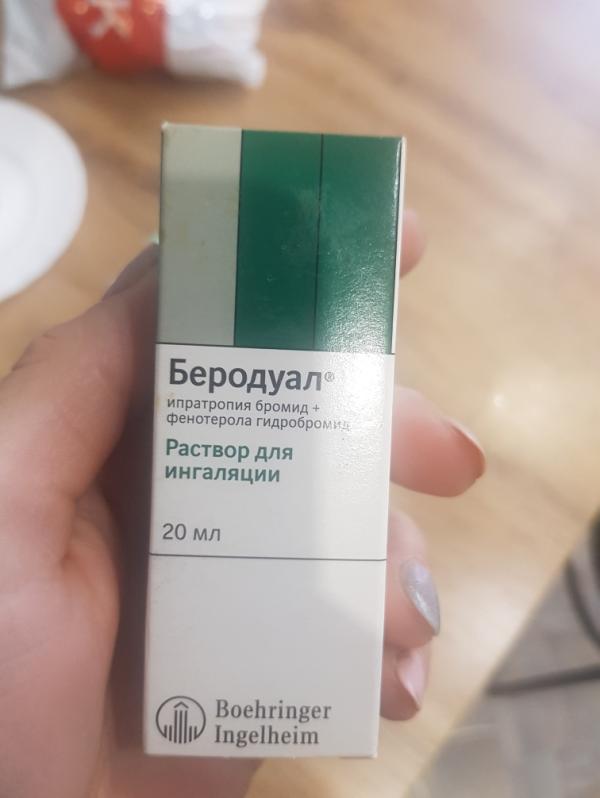 Беродуал®
ипратропия бромид +
фенотерола гидробромид
Раствор для
ингаляции
20 мл
Boehringer
Ingelheim